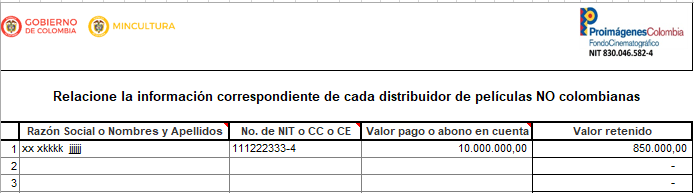 GOBIERNO
DE COLOMBIA
MINCULTURA
ProimágenesColombia
FondoCinematográfico
NIT 830.046.582-4
Relacione la información correspondiente de cada distribuidor de películas NO colombianas
Razón Social o Nombres y Apellidos No. de NIT o CC o CE Valor pago o abono en cuenta Valor retenido
1 xx xkkkk jjjjjj 111222333-4 10.000.000,00 850.000,00
2 -
3 -